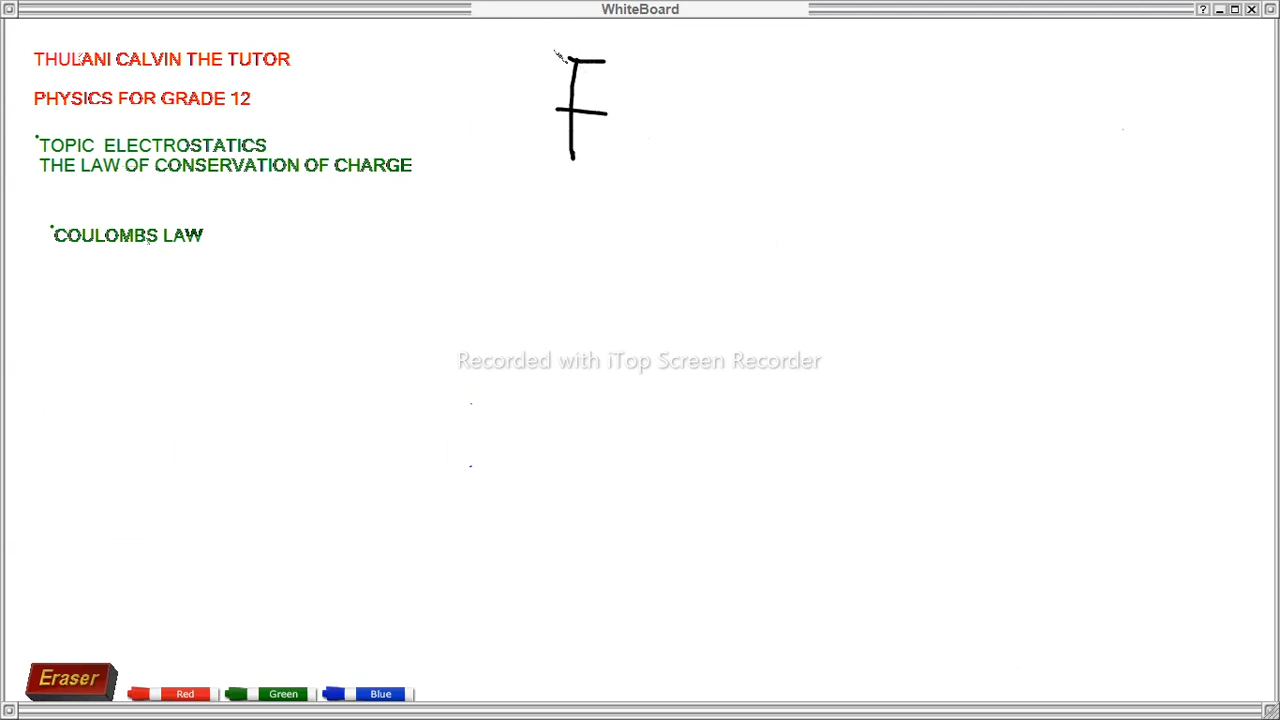 WhiteBoard
?
THULANI CALVIN THE TUTOR
F
PHYSICS FOR GRADE 12
TOPIC ELECTROSTATICS
THE LAW OF CONSERVATION OF CHARGE
COULOMBS LAW
Recorded with iTop Screen Recorder
Eraser
Red
Green
Blue